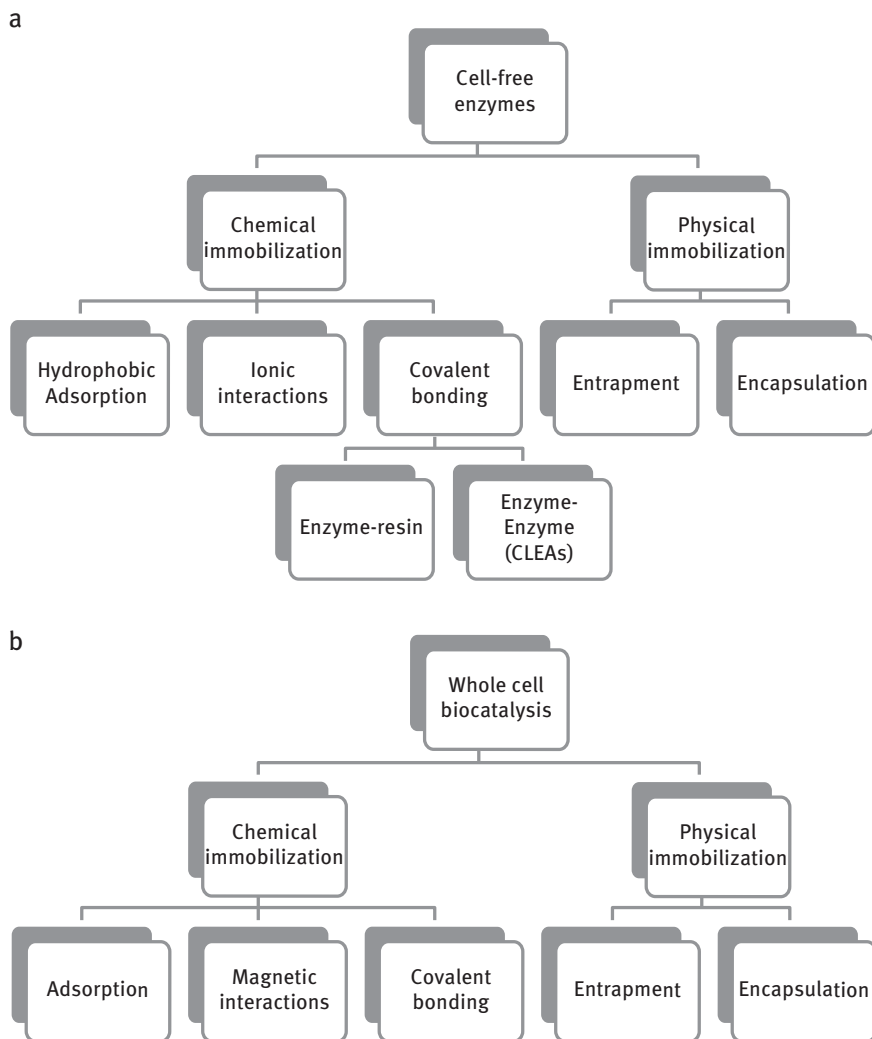 a
Cell-free
enzymes
Chemical
immobilization
Physical
immobilization
Hydrophobic
Adsorption
Ionic
interactions
Covalent
bonding
Entrapment
Encapsulation
Enzyme-resin
Enzyme-
Enzyme
(CLEAs)
b
Whole cell
biocatalysis
Chemical
immobilization
Physical
immobilization
Adsorption
Magnetic
interactions
Covalent
bonding
Entrapment
Encapsulation